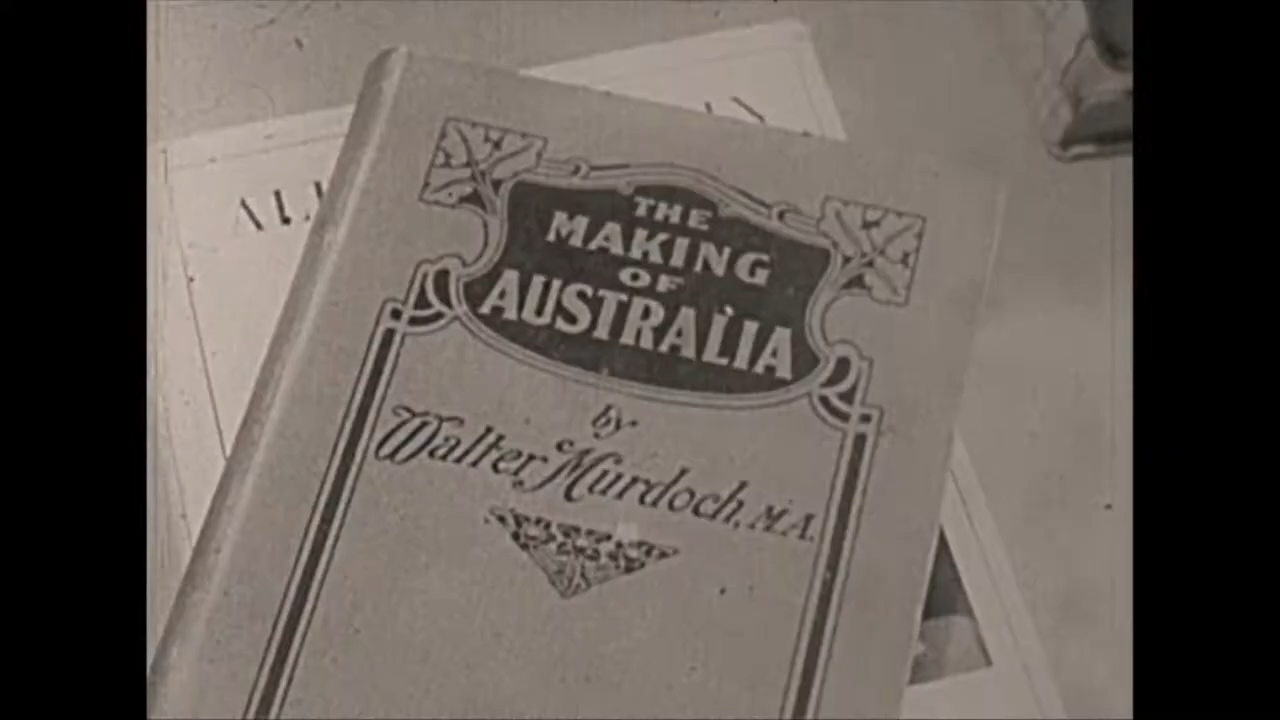 THE
MAKING
OF
AUSTRALIA
by
Walter Murdoch, M.A.